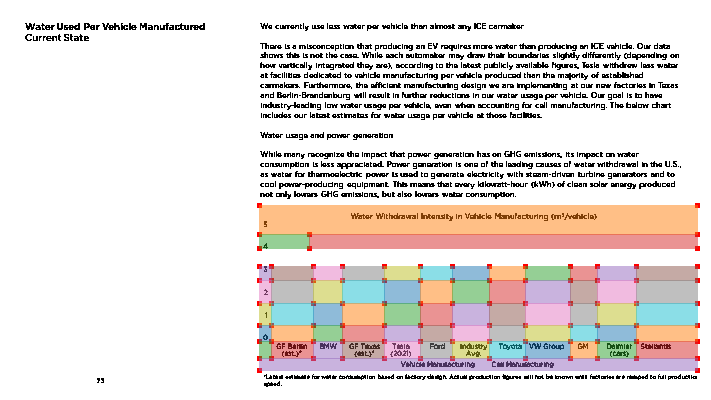 Water Used Per Vehicle Manufactured
Current State
We currently use less water per vehicle than almost any ICE carmaker
There is a misconception that producing an EV requires more water than producing an ICE vehicle. Our data
shows this is not the case. While each automaker may draw their boundaries slightly differently (depending on
how vertically integrated they are), according to the latest publicly available figures, Tesla withdrew less water
at facilities dedicated to vehicle manufacturing per vehicle produced than the majority of established
carmakers. Furthermore, the efficient manufacturing design we are implementing at our new factories in Texas
and Berlin-Brandenburg will result in further reductions in our water usage per vehicle. Our goal is to have
industry-leading low water usage per vehicle, even when accounting for cell manufacturing. The below chart
includes our latest estimates for water usage per vehicle at those facilities.
Water usage and power generation
While many recognize the impact that power generation has on GHG emissions, its impact on water
consumption is less appreciated. Power generation is one of the leading causes of water withdrawal in the U.S.,
as water for thermoelectric power is used to generate electricity with steam-driven turbine generators and to
cool power-producing equipment. This means that every kilowatt-hour (kWh) of clean solar energy produced
not only lowers GHG emissions, but also lowers water consumption.
Water Withdrawal Intensity in Vehicle Manufacturing (m³/vehicle)
5
4
3
2
1
0
GF Berlin BMW GF Texas Tesla Ford Industry Toyota VW Group GM Daimler Stellantis
(est.)* (est.)* (2021) Avg. (cars)
Vehicle Manufacturing Cell Manufacturing
*Latest estimate for water consumption based on factory design. Actual production figures will not be known until factories are ramped to full production
speed.
73